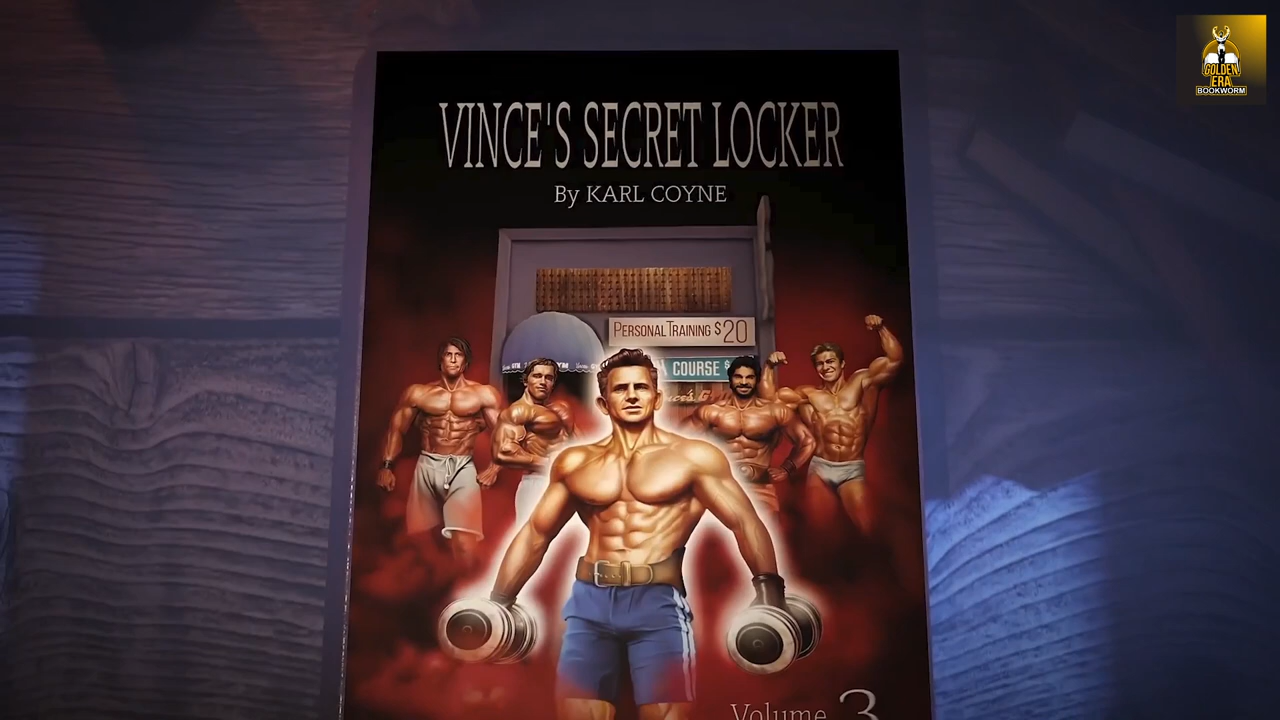 GOLDEN
ERA
BOOKWORM
VINCE'S SECRET LOCKER
By KARL COYNE
PERSONAL TRAINING $20
COURSE $
Volume 3